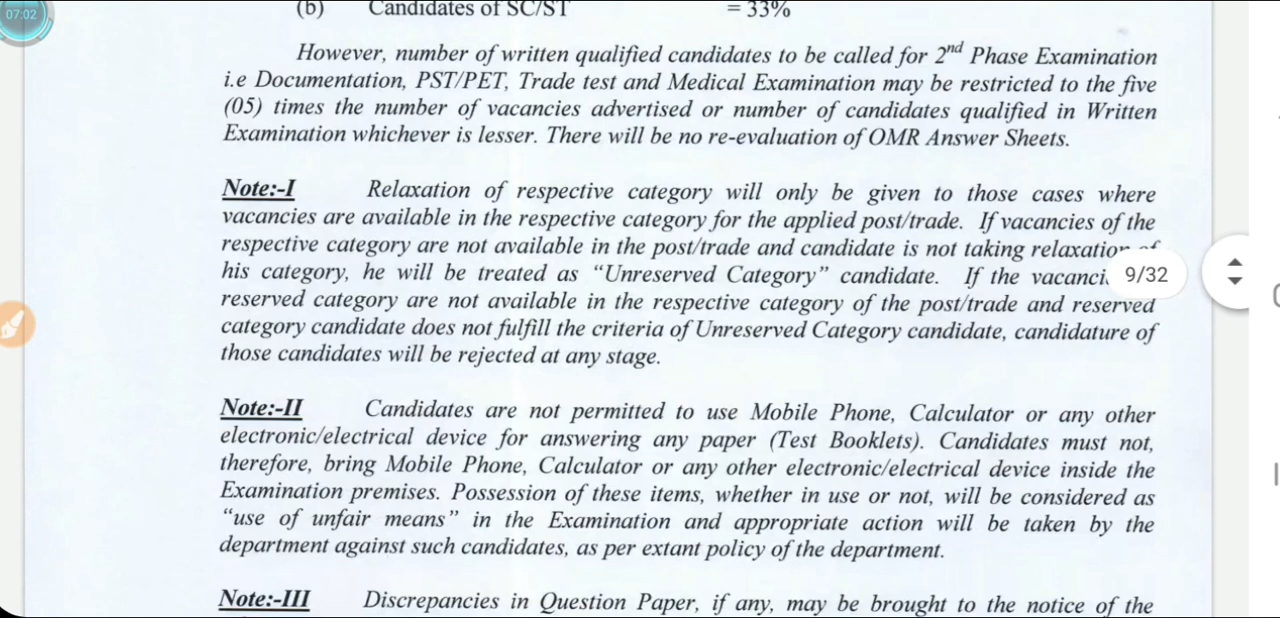 07:02
(b) Candidates of SC/ST = 33%
However, number of written qualified candidates to be called for 2nd Phase Examination
i.e Documentation, PST/PET, Trade test and Medical Examination may be restricted to the five
(05) times the number of vacancies advertised or number of candidates qualified in Written
Examination whichever is lesser. There will be no re-evaluation of OMR Answer Sheets.
Note:-I Relaxation of respective category will only be given to those cases where
vacancies are available in the respective category for the applied post/trade. If vacancies of the
respective category are not available in the post/trade and candidate is not taking relaxation of
his category, he will be treated as “Unreserved Category” candidate. If the
9/32
reserved category are not available in the respective category of the post/trade and reserved
category candidate does not fulfill the criteria of Unreserved Category candidate, candidature of
those candidates will be rejected at any stage.
Note:-II Candidates are not permitted to use Mobile Phone, Calculator or any other
electronic/electrical device for answering any paper (Test Booklets). Candidates must not,
therefore, bring Mobile Phone, Calculator or any other electronic/electrical device inside the
Examination premises. Possession of these items, whether in use or not, will be considered as
“use of unfair means” in the Examination and appropriate action will be taken by the
department against such candidates, as per extant policy of the department.
Note:-III Discrepancies in Question Paper, if any, may be brought to the notice of the